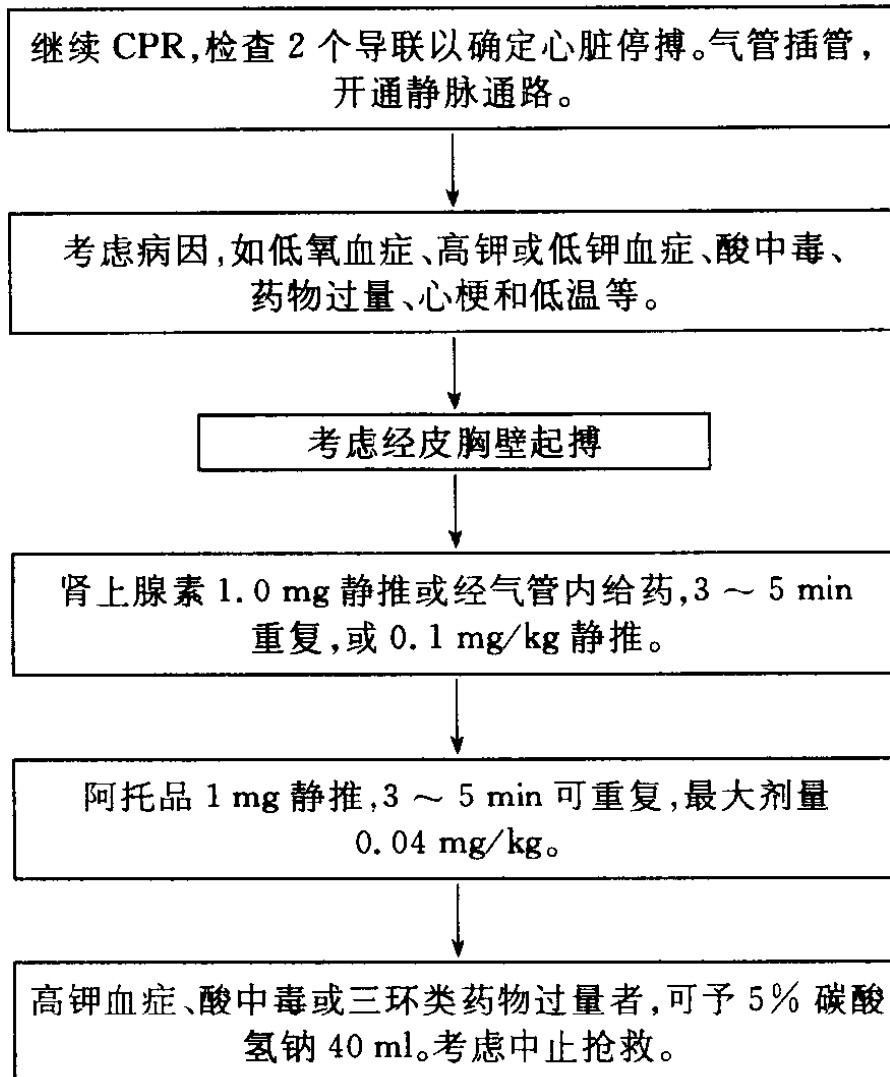 继续 CPR,检查 2 个导联以确定心脏停搏。气管插管,
开通静脉通路。
考虑病因,如低氧血症、高钾或低钾血症、酸中毒、
药物过量、心梗和低温等。
考虑经皮胸壁起搏
肾上腺素 1.0 mg 静推或经气管内给药,3 ~ 5 min
重复,或 0.1 mg/kg 静推。
阿托品 1 mg 静推,3 ~ 5 min 可重复,最大剂量
0.04 mg/kg。
高钾血症、酸中毒或三环类药物过量者,可予 5% 碳酸
氢钠 40 ml。考虑中止抢救。